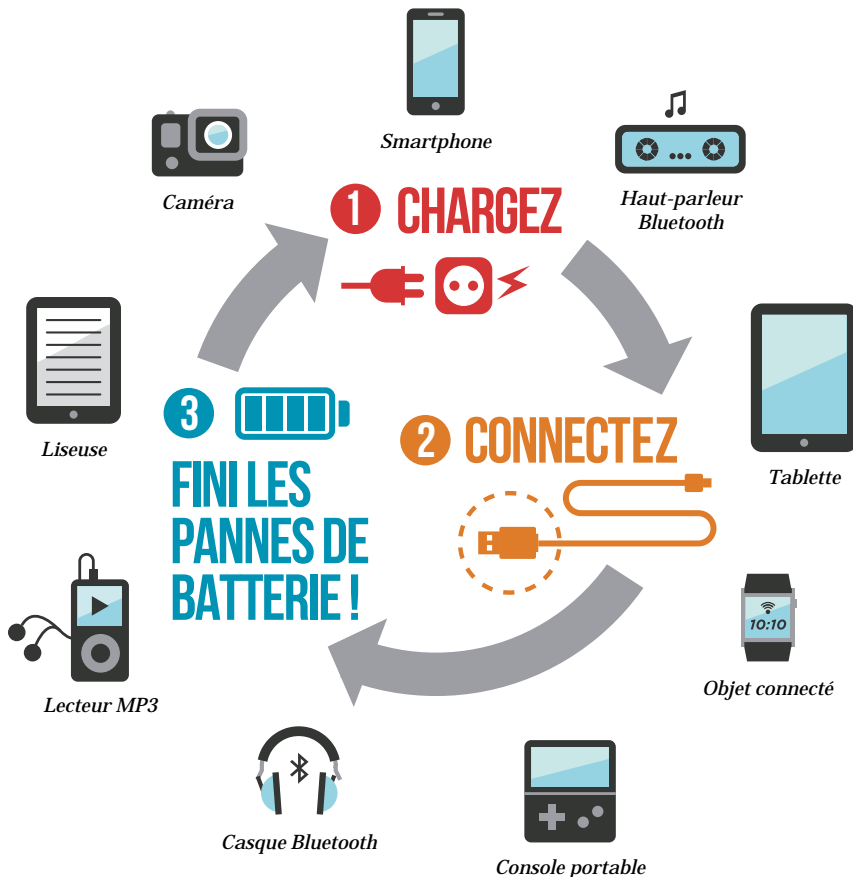 Smartphone
Caméra
Haut-parleur
Bluetooth
1 CHARGEZ
Liseuse
Tablette
2 CONNECTEZ
3
FINI LES
PANNES DE
BATTERIE !
10:10
Objet connecté
Lecteur MP3
Casque Bluetooth
Console portable